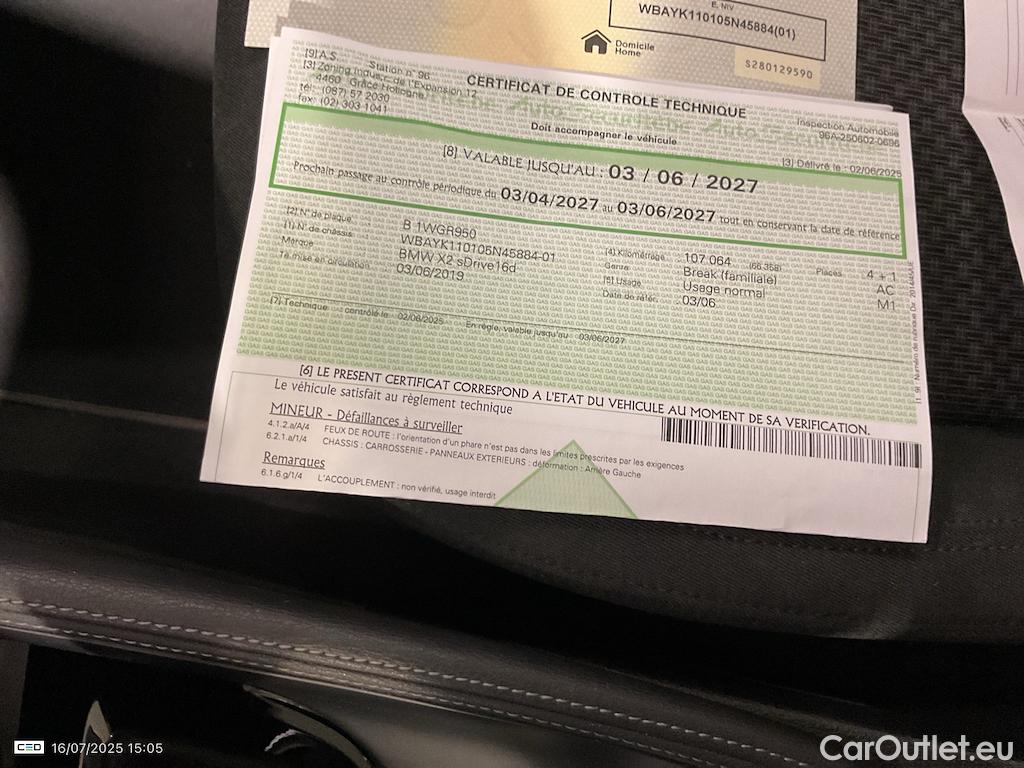 E. NIV
WBAYK110105N45884(01)
Domicile
Home
S280129590
[9] A.S. Station n° 96
[3] Zoning Indus., r. de l'Expansion 12
4460 Grâce Hollogne
tél: (087) 57 2030
fax: (02) 303 1041
CERTIFICAT DE CONTROLE TECHNIQUE
Doit accompagner le véhicule
Inspection Automobile
96A-250602-0686
[3] Délivré le : 02/06/2025
[8] VALABLE JUSQU'AU : 03 / 06 / 2027
Prochain passage au contrôle périodique du 03/04/2027 au 03/06/2027 tout en conservant la date de référence
[2] N° de plaque B 1WGR950
[1] N° de châssis WBAYK110105N45884-01
Marque BMW X2 sDrive16d
1e mise en circulation 03/06/2019
[4] Kilométrage 107 064 (66.358)
Genre Break (familiale)
[5] Usage Usage normal
Date de référ. 03/06
Places 4 + 1
AC
M1
[7] Technique : contrôlé le 02/06/2025 En règle, valable jusqu'au : 03/06/2027
[6] LE PRESENT CERTIFICAT CORRESPOND A L'ETAT DU VEHICULE AU MOMENT DE SA VERIFICATION.
Le véhicule satisfait au règlement technique
MINEUR - Défaillances à surveiller
4.1.2.a/A/4 FEUX DE ROUTE : l'orientation d'un phare n'est pas dans les limites prescrites par les exigences
6.2.1.a/1/4 CHASSIS : CARROSSERIE - PANNEAUX EXTERIEURS : déformation : Arrière Gauche
Remarques
6.1.6.g/1/4 L'ACCOUPLEMENT : non vérifié, usage interdit
CEO 16/07/2025 15:05
CarOutlet.eu